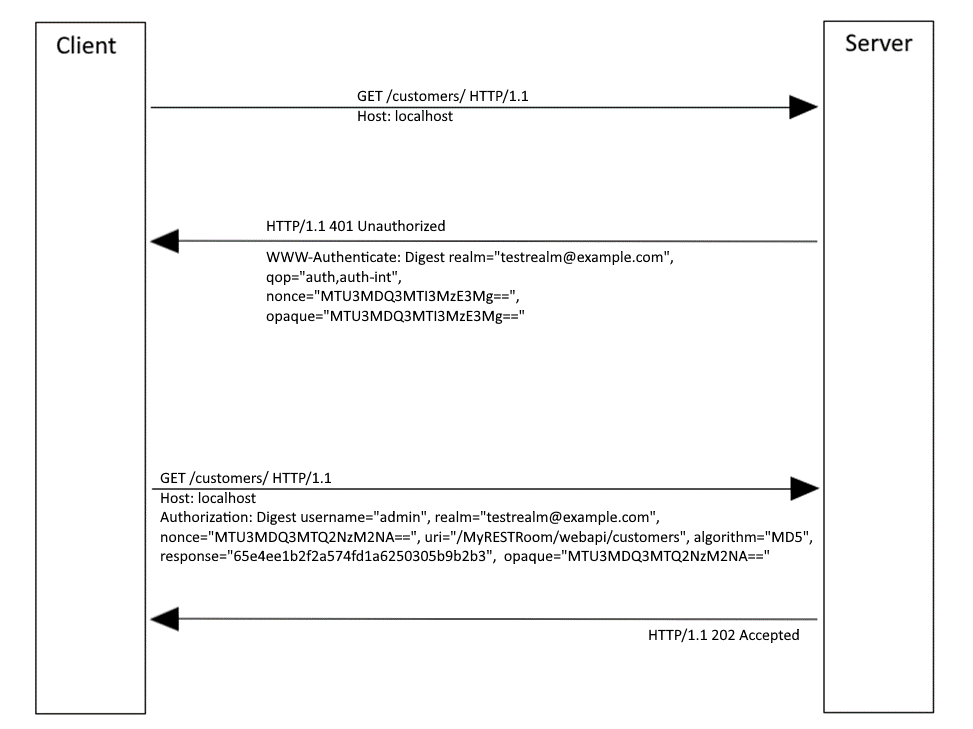 Client
Server
GET /customers/ HTTP/1.1
Host: localhost
HTTP/1.1 401 Unauthorized
WWW-Authenticate: Digest realm="testrealm@example.com",
qop="auth,auth-int",
nonce="MTU3MDQ3MTI3MzE3Mg==",
opaque="MTU3MDQ3MTI3MzE3Mg=="
GET /customers/ HTTP/1.1
Host: localhost
Authorization: Digest username="admin", realm="testrealm@example.com",
nonce="MTU3MDQ3MTQ2NzM2NA==", uri="/MyRESTRoom/webapi/customers", algorithm="MD5",
response="65e4ee1b2f2a574fd1a6250305b9b2b3", opaque="MTU3MDQ3MTQ2NzM2NA=="
HTTP/1.1 202 Accepted